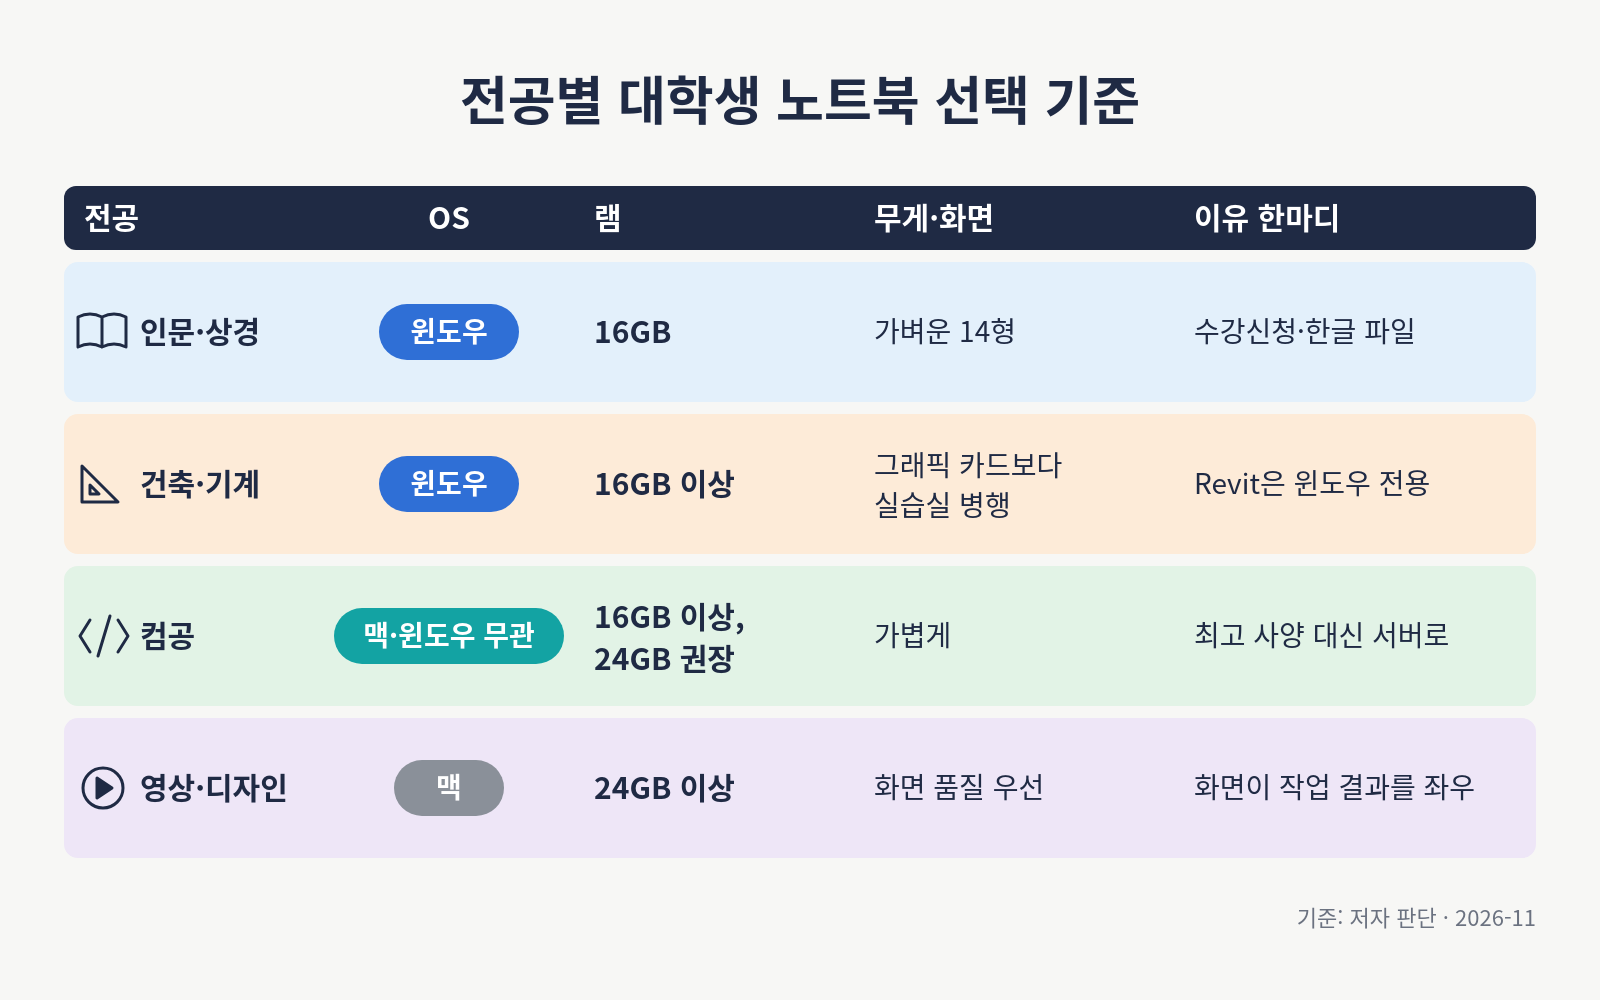 전공별 대학생 노트북 선택 기준
전공 OS 램 무게·화면 이유 한마디
인문·상경 윈도우 16GB 가벼운 14형 수강신청·한글 파일
건축·기계 윈도우 16GB 이상 그래픽 카드보다
실습실 병행 Revit은 윈도우 전용
컴공 맥·윈도우 무관 16GB 이상,
24GB 권장 가볍게 최고 사양 대신 서버로
영상·디자인 맥 24GB 이상 화면 품질 우선 화면이 작업 결과를 좌우
기준: 저자 판단 · 2026-11